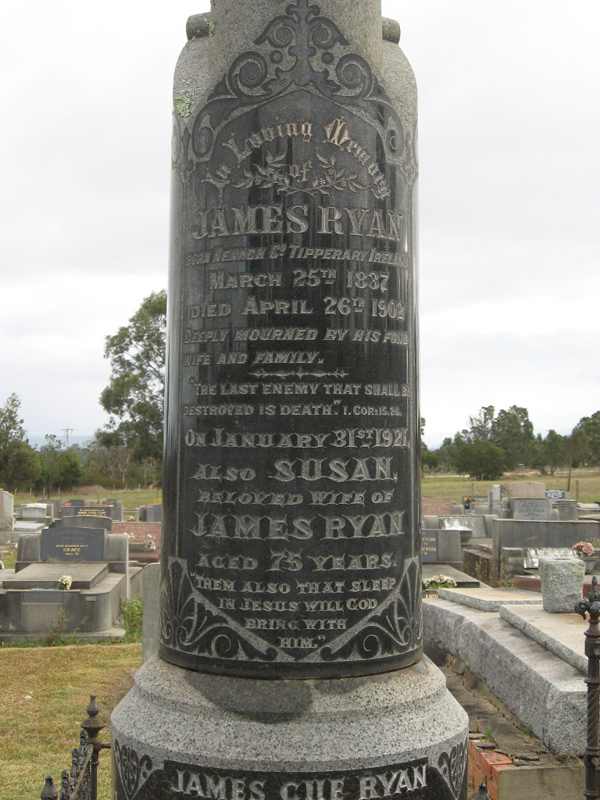 In Loving Memory
of
JAMES RYAN
BORN NENAGH Co TIPPERARY IRELAND
MARCH 25TH 1837
DIED APRIL 26TH 1902
DEEPLY MOURNED BY HIS FOND
WIFE AND FAMILY.
"THE LAST ENEMY THAT SHALL BE
DESTROYED IS DEATH." I. COR: 15.26.
ON JANUARY 31ST 1921
ALSO SUSAN,
BELOVED WIFE OF
JAMES RYAN
AGED 75 YEARS.
"THEM ALSO THAT SLEEP
IN JESUS WILL GOD
BRING WITH
HIM."
JAMES RYAN
GRACE